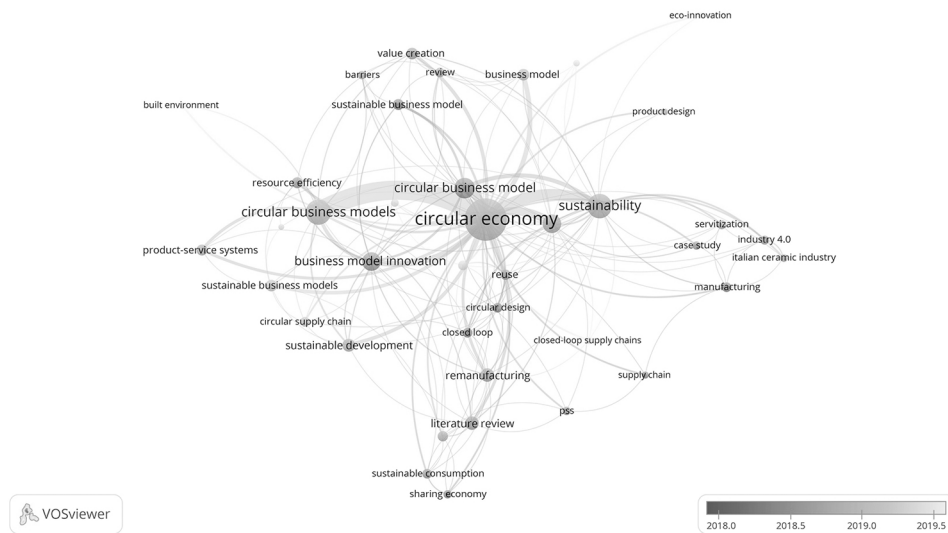 eco-innovation
value creation
barriers
review
business model
built environment
sustainable business model
product design
resource efficiency
circular business model
circular business models
sustainability
circular economy
servitization
industry 4.0
case study
product-service systems
italian ceramic industry
business model innovation
reuse
sustainable business models
manufacturing
circular design
circular supply chain
closed loop
closed-loop supply chains
sustainable development
remanufacturing
supply chain
pss
literature review
sustainable consumption
sharing economy
VOSviewer
2018.0 2018.5 2019.0 2019.5